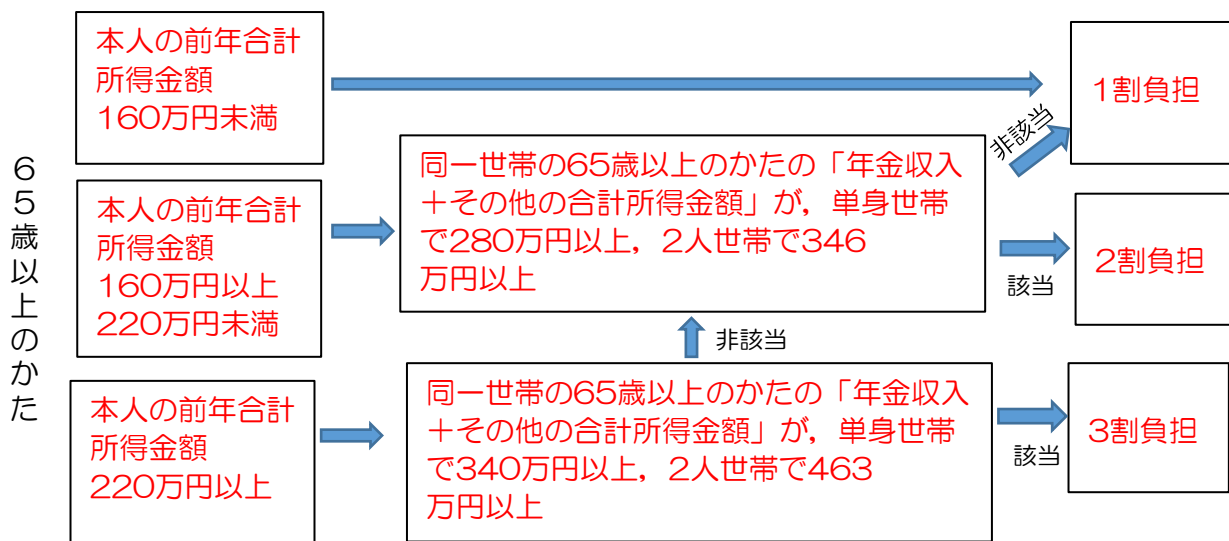 65歳以上のかた
本人の前年合計
所得金額
160万円未満
1割負担
非該当
本人の前年合計
所得金額
160万円以上
220万円未満
同一世帯の65歳以上のかたの「年金収入
+その他の合計所得金額」が，単身世帯
で280万円以上，2人世帯で346
万円以上
該当
2割負担
非該当
本人の前年合計
所得金額
220万円以上
同一世帯の65歳以上のかたの「年金収入
+その他の合計所得金額」が，単身世帯
で340万円以上，2人世帯で463
万円以上
該当
3割負担